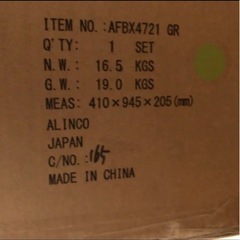 ITEM NO.:AFBX4721 GR
Q'TY: 1 SET
N.W.: 16.5 KGS
G.W.: 19.0 KGS
MEAS: 410×945×205(mm)
ALINCO
JAPAN
C/NO.:165
MADE IN CHINA